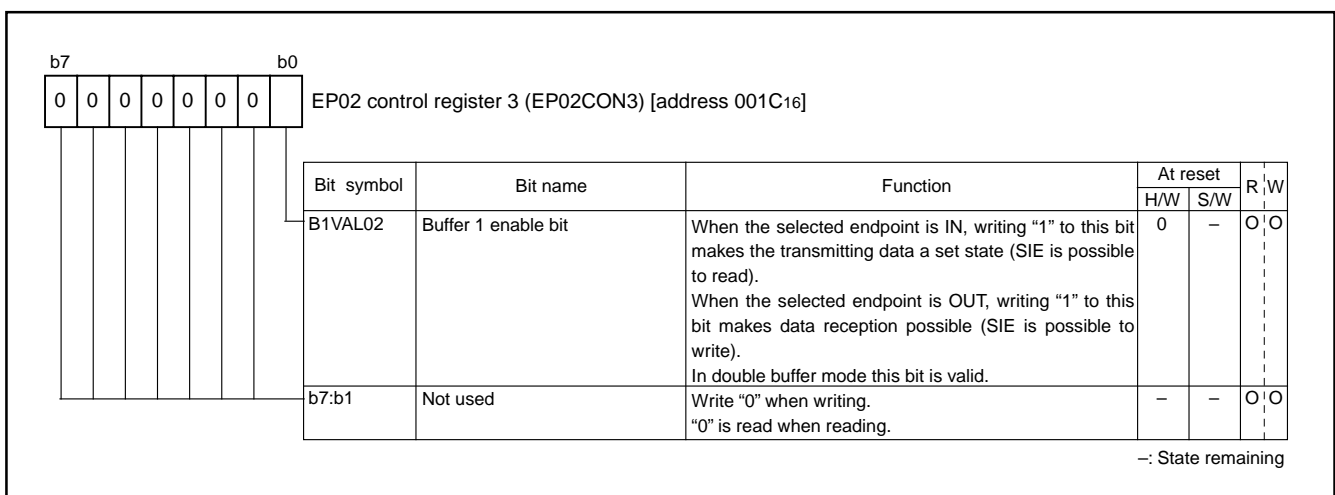 b7 b0
0 0 0 0 0 0 0
EP02 control register 3 (EP02CON3) [address 001C16]
Bit symbol Bit name Function At reset R W
H/W S/W
B1VAL02 Buffer 1 enable bit When the selected endpoint is IN, writing “1” to this bit 0 – O O
makes the transmitting data a set state (SIE is possible
to read).
When the selected endpoint is OUT, writing “1” to this
bit makes data reception possible (SIE is possible to
write).
In double buffer mode this bit is valid.
b7:b1 Not used Write “0” when writing. – – O O
“0” is read when reading.
–: State remaining